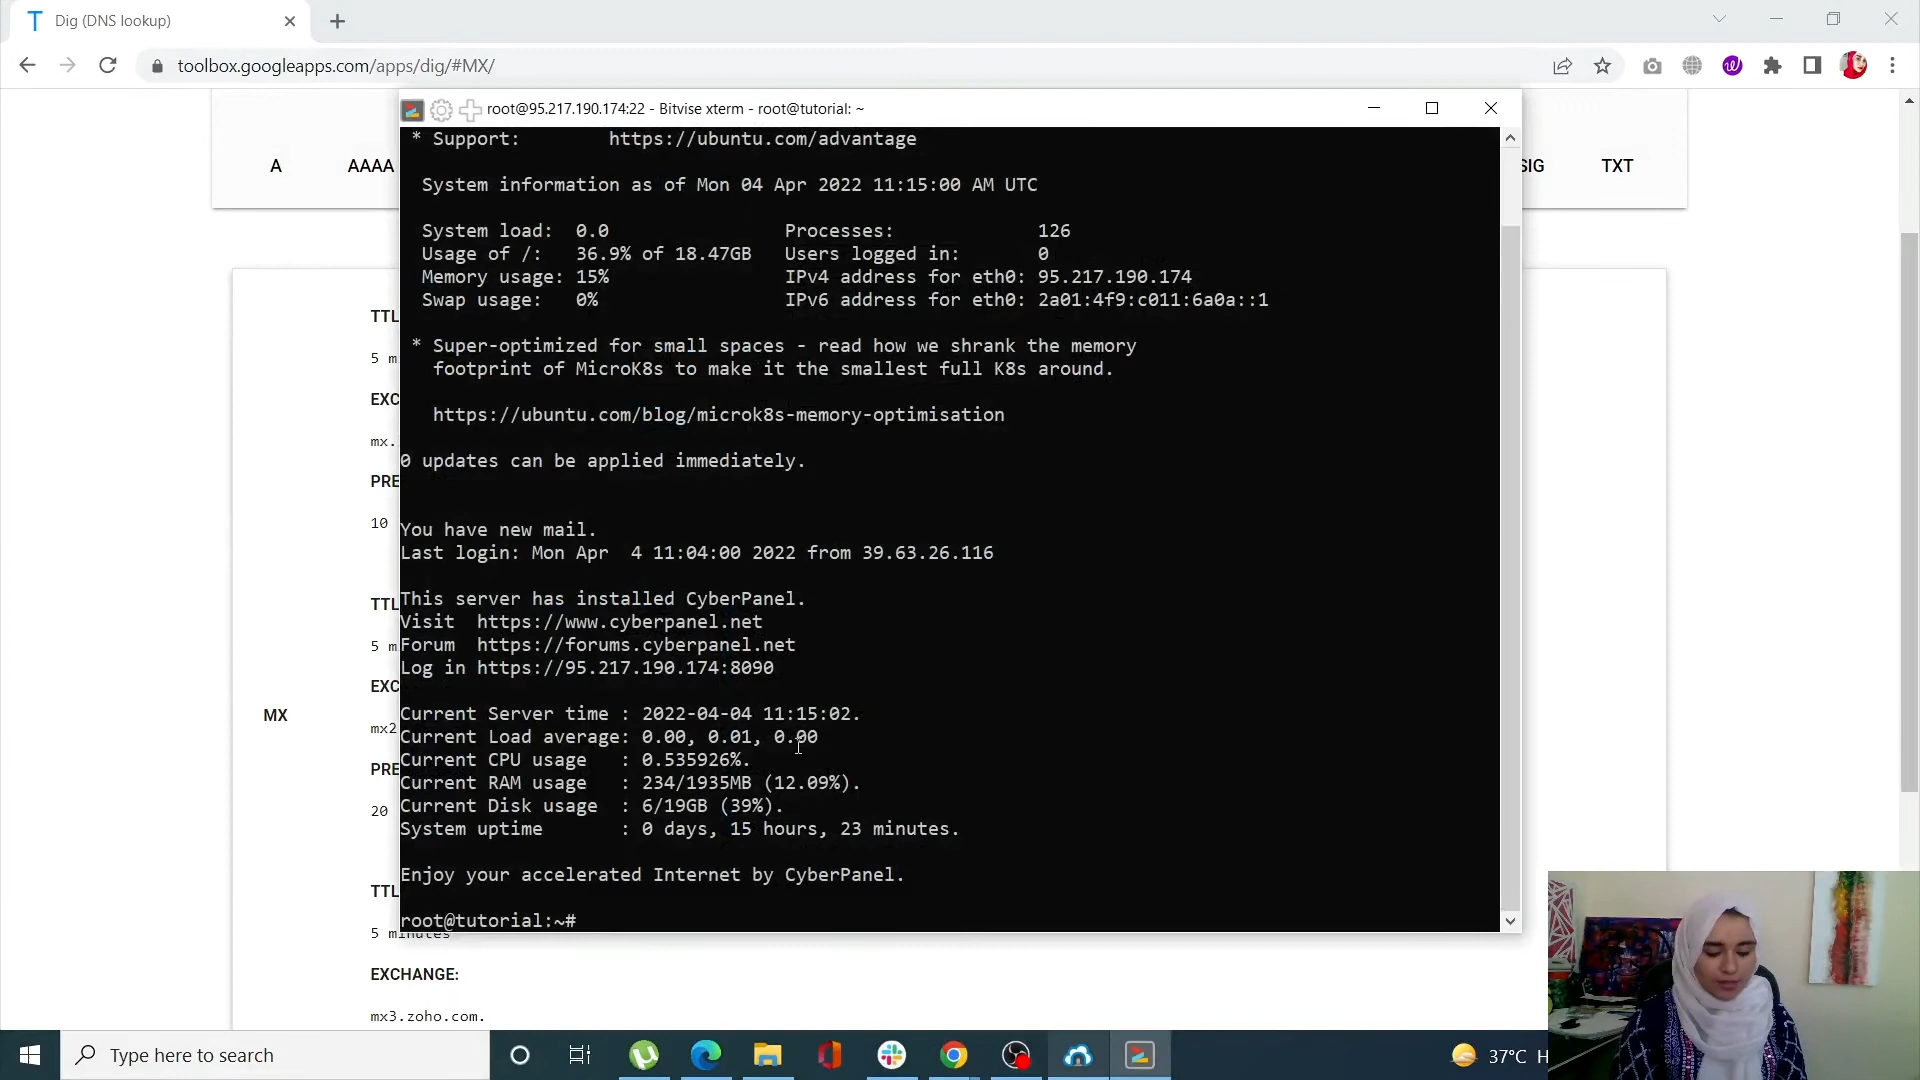 Dig (DNS lookup)
toolbox.googleapps.com/apps/dig/#MX/
root@95.217.190.174:22 - Bitvise xterm - root@tutorial: ~
A
AAAA
SIG
TXT
* Support:        https://ubuntu.com/advantage
System information as of Mon 04 Apr 2022 11:15:00 AM UTC
System load:  0.0                Processes:             126
Usage of /:   36.9% of 18.47GB   Users logged in:       0
Memory usage: 15%                IPv4 address for eth0: 95.217.190.174
Swap usage:   0%                 IPv6 address for eth0: 2a01:4f9:c011:6a0a::1
* Super-optimized for small spaces - read how we shrank the memory
footprint of MicroK8s to make it the smallest full K8s around.
https://ubuntu.com/blog/microk8s-memory-optimisation
0 updates can be applied immediately.
You have new mail.
Last login: Mon Apr  4 11:04:00 2022 from 39.63.26.116
This server has installed CyberPanel.
Visit  https://www.cyberpanel.net
Forum  https://forums.cyberpanel.net
Log in https://95.217.190.174:8090
Current Server time : 2022-04-04 11:15:02.
Current Load average: 0.00, 0.01, 0.00
Current CPU usage   : 0.535926%.
Current RAM usage   : 234/1935MB (12.09%).
Current Disk usage  : 6/19GB (39%).
System uptime       : 0 days, 15 hours, 23 minutes.
Enjoy your accelerated Internet by CyberPanel.
root@tutorial:~#
TTL
5 m
EXC
mx.
PRE
10
TTL
5 m
EXC
MX
mx2
PRE
20
TTL
5 minutes
EXCHANGE:
mx3.zoho.com.
Type here to search
37°C H